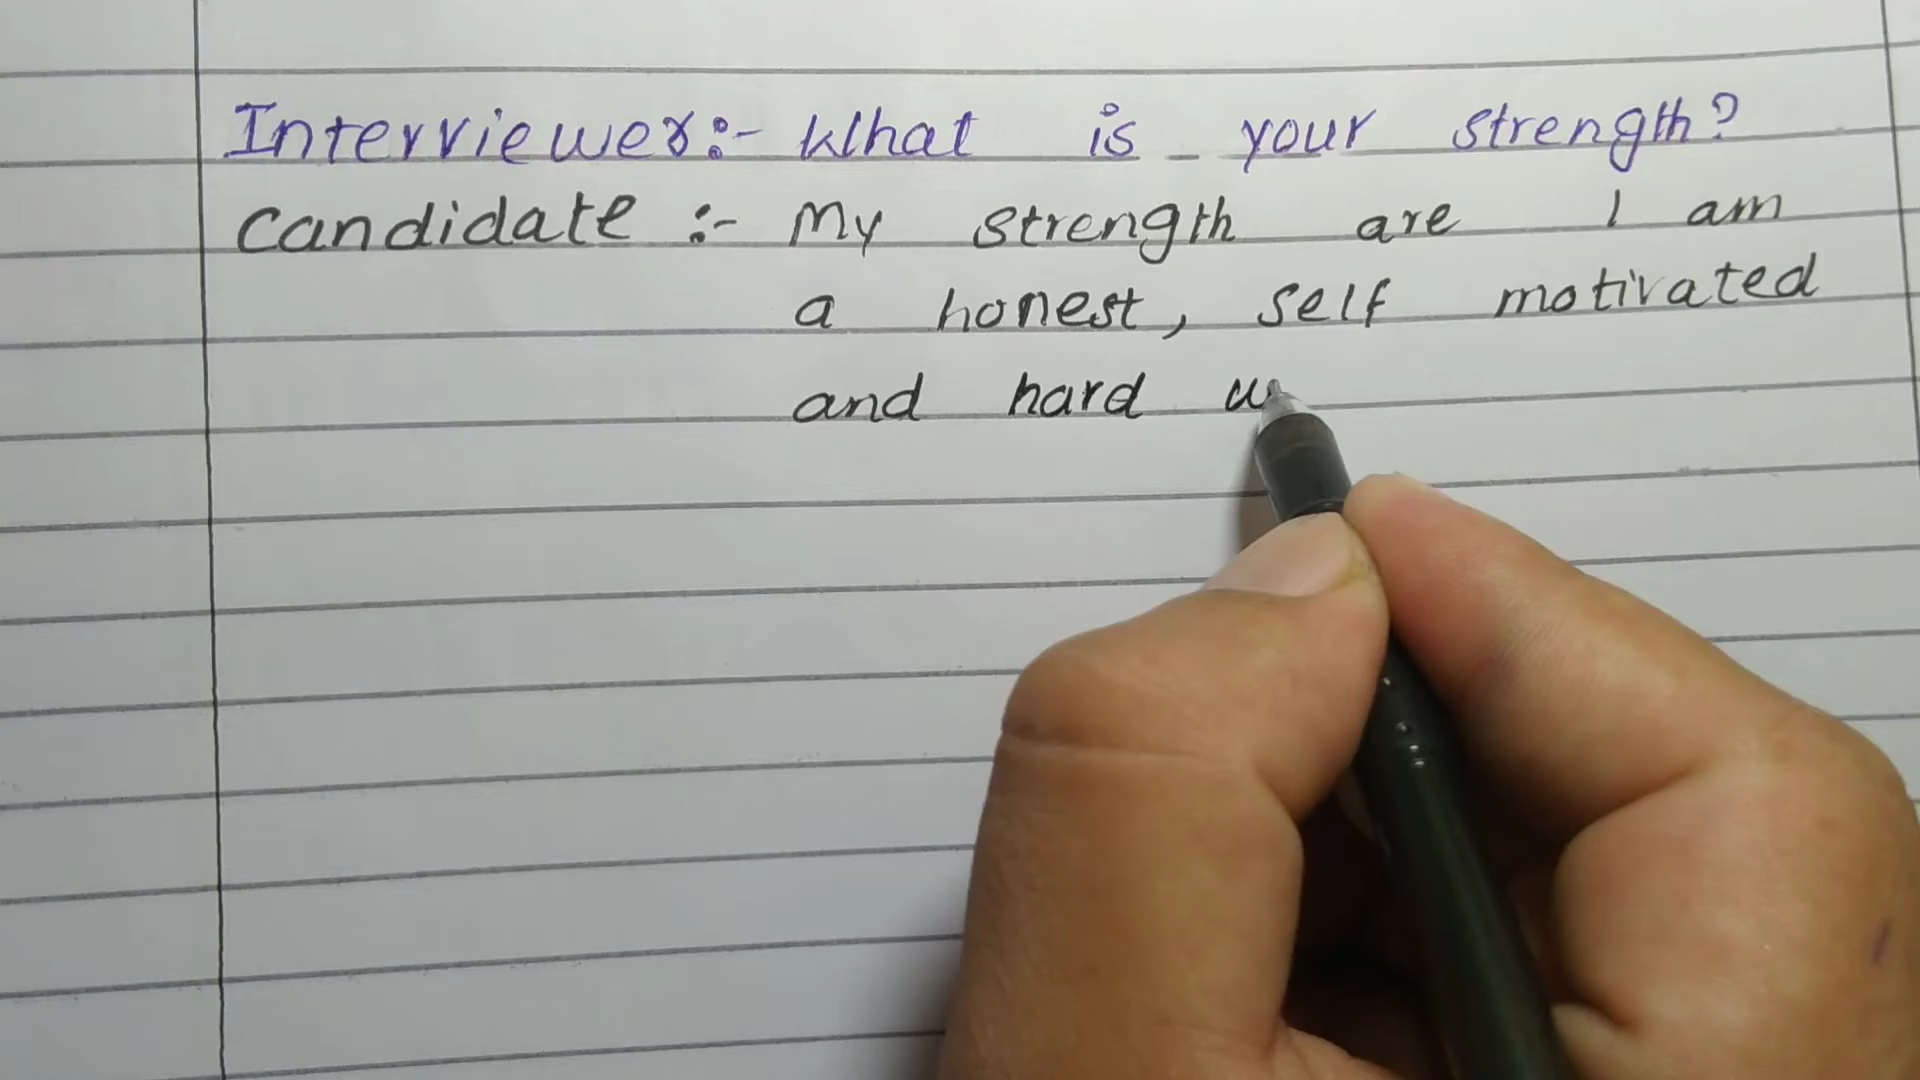 Interviewer:- What is your strength?
Candidate :- My strength are I am
a honest, self motivated
and hard w